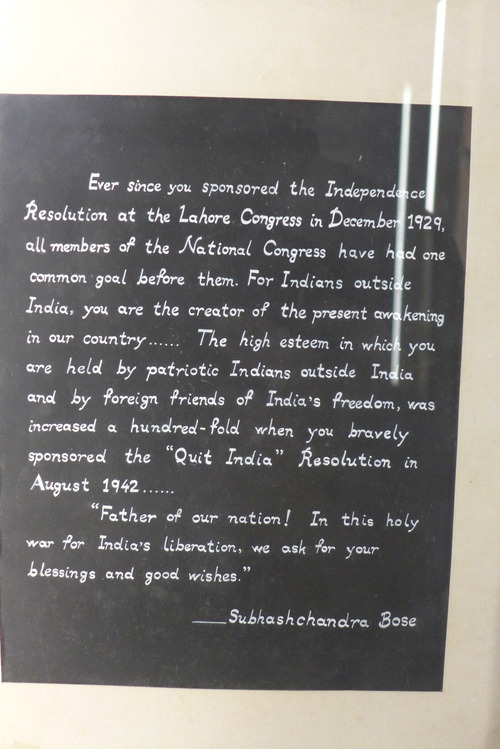 Ever since you sponsored the Independence
Resolution at the Lahore Congress in December 1929,
all members of the National Congress have had one
common goal before them. For Indians outside
India, you are the creator of the present awakening
in our country...... The high esteem in which you
are held by patriotic Indians outside India
and by foreign friends of India's freedom, was
increased a hundred-fold when you bravely
sponsored the "Quit India" Resolution in
August 1942......
"Father of our nation! In this holy
war for India's liberation, we ask for your
blessings and good wishes."
—Subhashchandra Bose